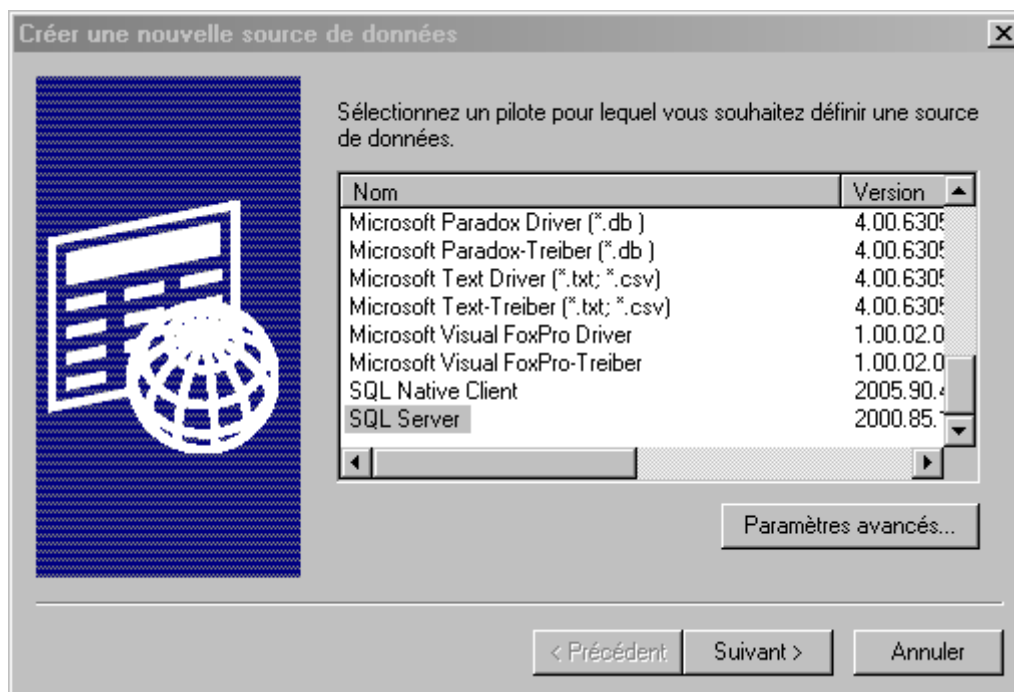 Créer une nouvelle source de données
Sélectionnez un pilote pour lequel vous souhaitez définir une source
de données.
Nom Version
Microsoft Paradox Driver (*.db ) 4.00.6305
Microsoft Paradox-Treiber (*.db ) 4.00.6305
Microsoft Text Driver (*.txt; *.csv) 4.00.6305
Microsoft Text-Treiber (*.txt; *.csv) 4.00.6305
Microsoft Visual FoxPro Driver 1.00.02.0
Microsoft Visual FoxPro-Treiber 1.00.02.0
SQL Native Client 2005.90.
SQL Server 2000.85.
Paramètres avancés...
< Précédent Suivant > Annuler